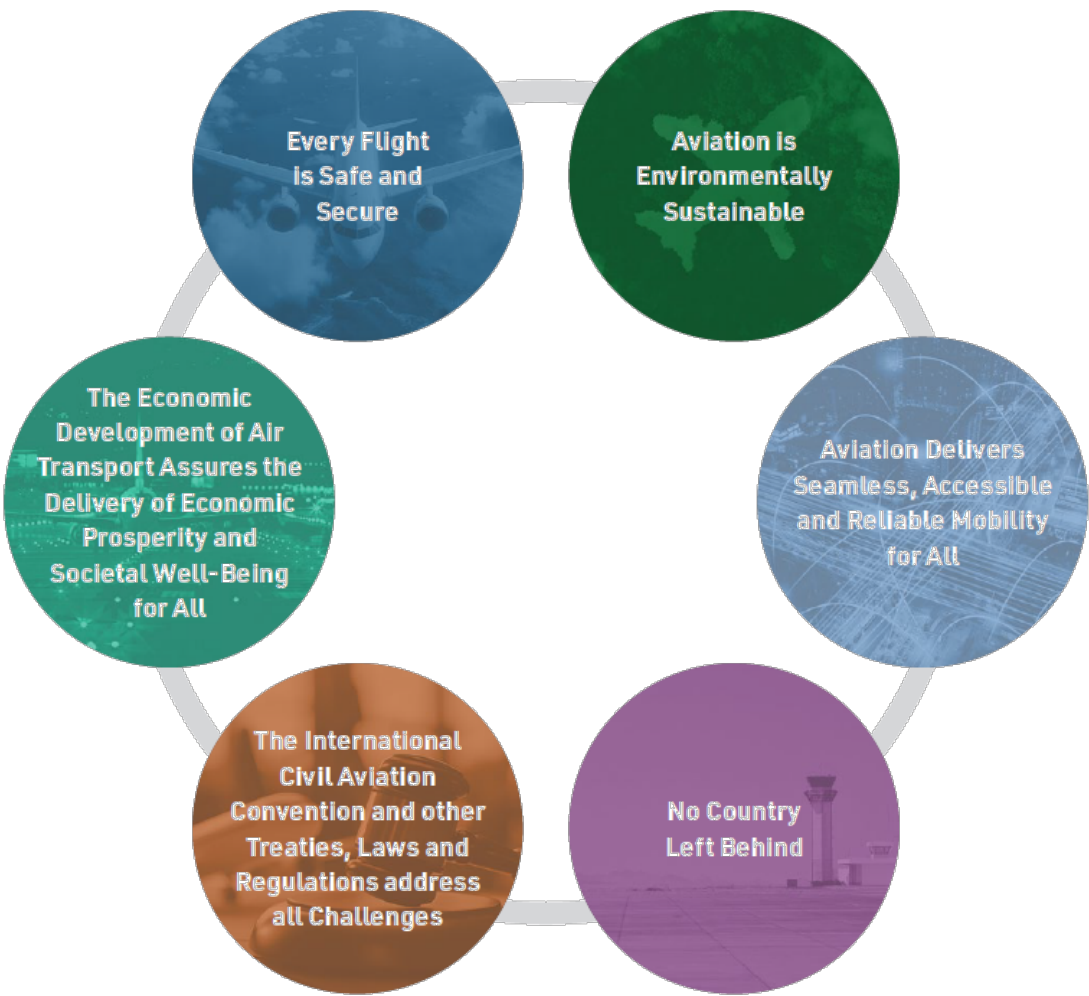 Every Flight
is Safe and
Secure
Aviation is
Environmentally
Sustainable
Aviation Delivers
Seamless, Accessible
and Reliable Mobility
for All
No Country
Left Behind
The International
Civil Aviation
Convention and other
Treaties, Laws and
Regulations address
all Challenges
The Economic
Development of Air
Transport Assures the
Delivery of Economic
Prosperity and
Societal Well-Being
for All